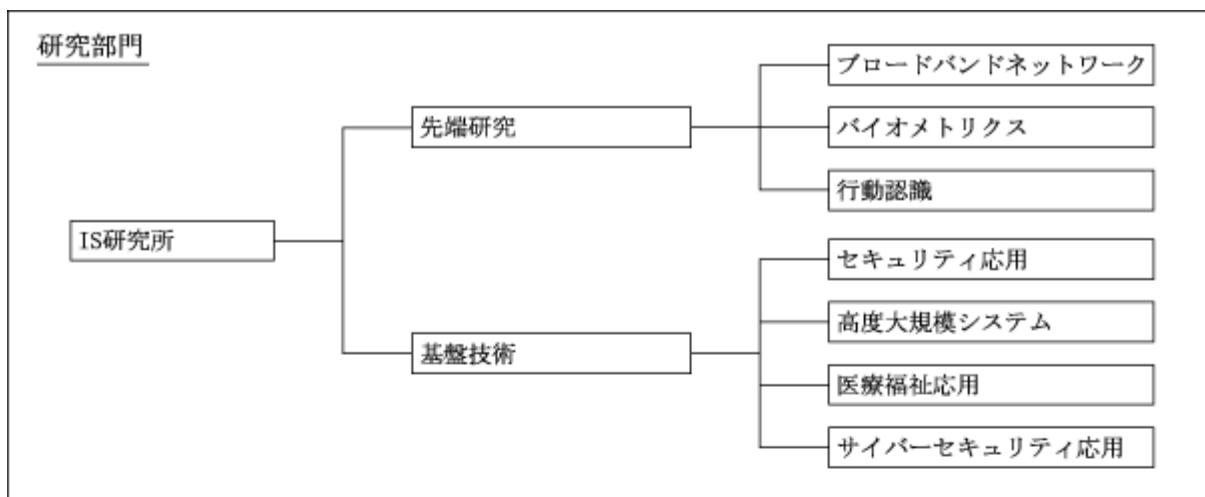 研究部門
IS研究所
先端研究
ブロードバンドネットワーク
バイオメトリクス
行動認識
基盤技術
セキュリティ応用
高度大規模システム
医療福祉応用
サイバーセキュリティ応用